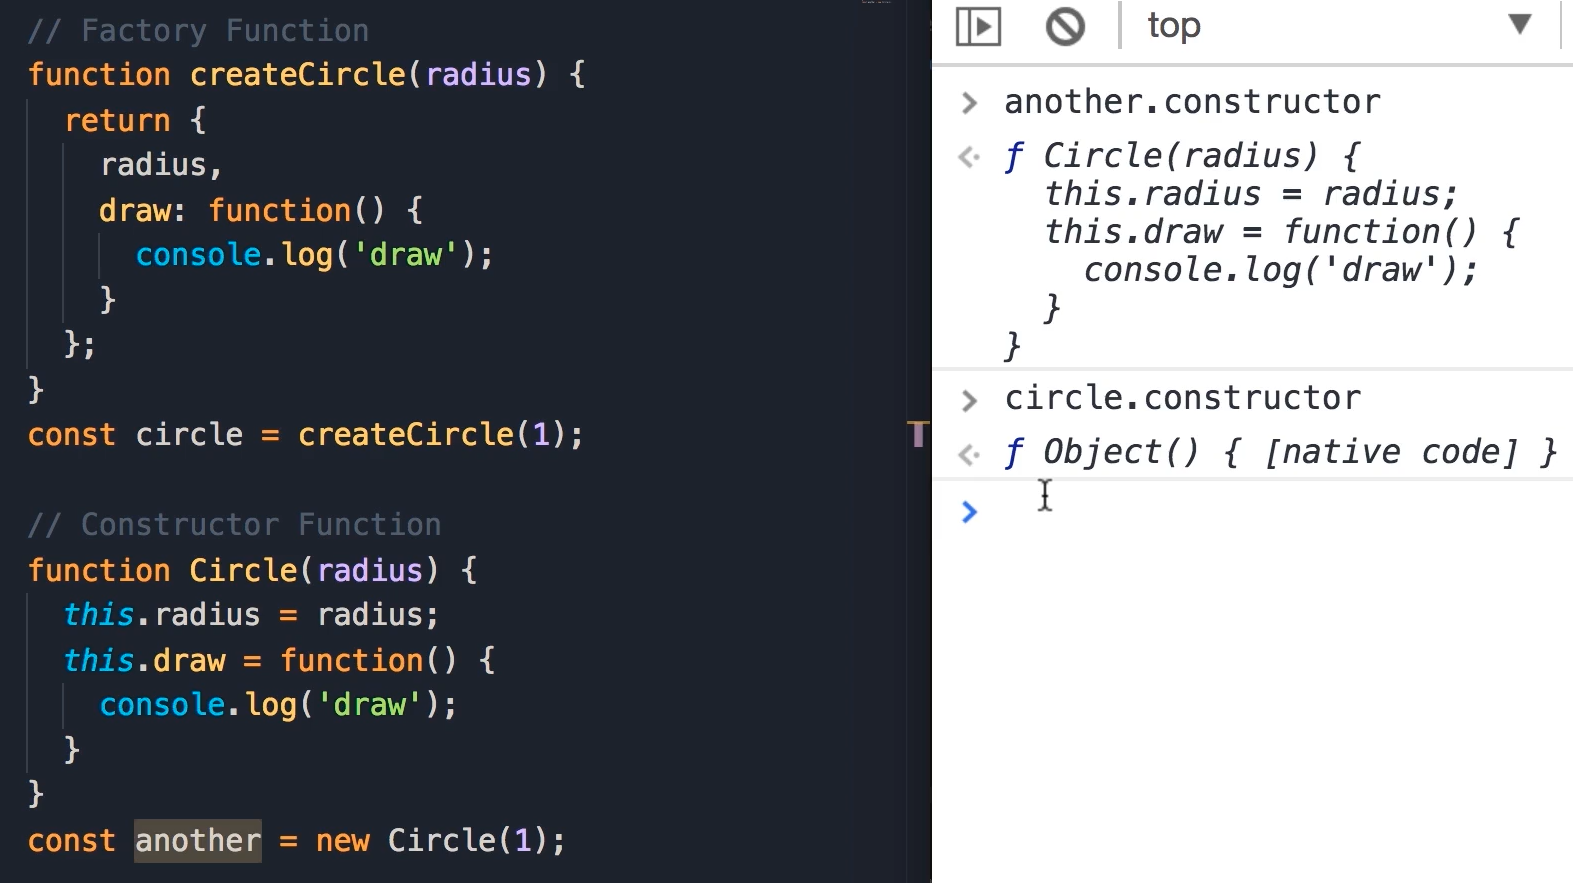 // Factory Function
function createCircle(radius) {
  return {
    radius,
    draw: function() {
      console.log('draw');
    }
  };
}
const circle = createCircle(1);

// Constructor Function
function Circle(radius) {
  this.radius = radius;
  this.draw = function() {
    console.log('draw');
  }
}
const another = new Circle(1);
top
> another.constructor
<· ƒ Circle(radius) {
  this.radius = radius;
  this.draw = function() {
    console.log('draw');
  }
}
> circle.constructor
<· ƒ Object() { [native code] }
>